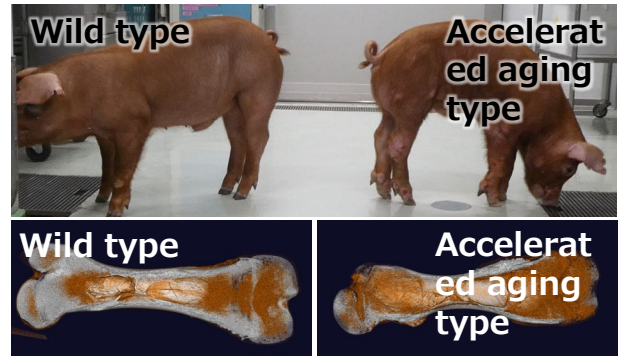 Wild type
Accelerat
ed aging
type
Wild type
Accelerat
ed aging
type